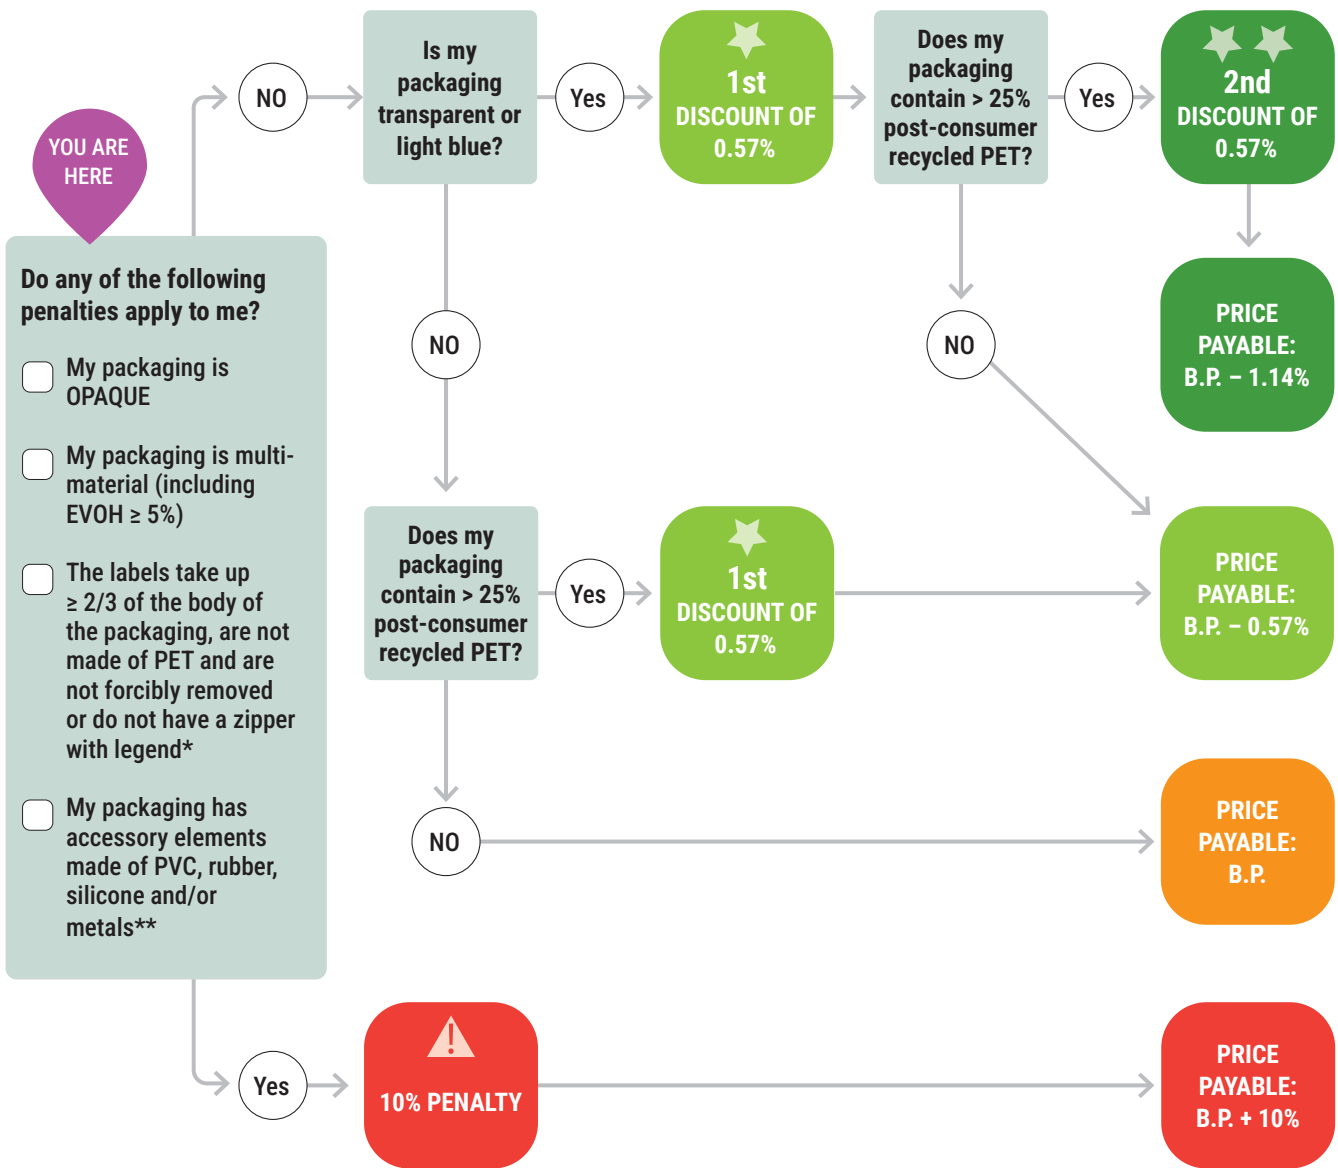 YOU ARE
HERE
Do any of the following
penalties apply to me?
My packaging is
OPAQUE
My packaging is multi-
material (including
EVOH ≥ 5%)
The labels take up
≥ 2/3 of the body of
the packaging, are not
made of PET and are
not forcibly removed
or do not have a zipper
with legend*
My packaging has
accessory elements
made of PVC, rubber,
silicone and/or
metals**
NO
Is my
packaging
transparent or
light blue?
Yes
1st
DISCOUNT OF
0.57%
Does my
packaging
contain > 25%
post-consumer
recycled PET?
Yes
2nd
DISCOUNT OF
0.57%
PRICE
PAYABLE:
B.P. – 1.14%
NO
NO
Does my
packaging
contain > 25%
post-consumer
recycled PET?
Yes
1st
DISCOUNT OF
0.57%
PRICE
PAYABLE:
B.P. – 0.57%
NO
PRICE
PAYABLE:
B.P.
Yes
10% PENALTY
PRICE
PAYABLE:
B.P. + 10%